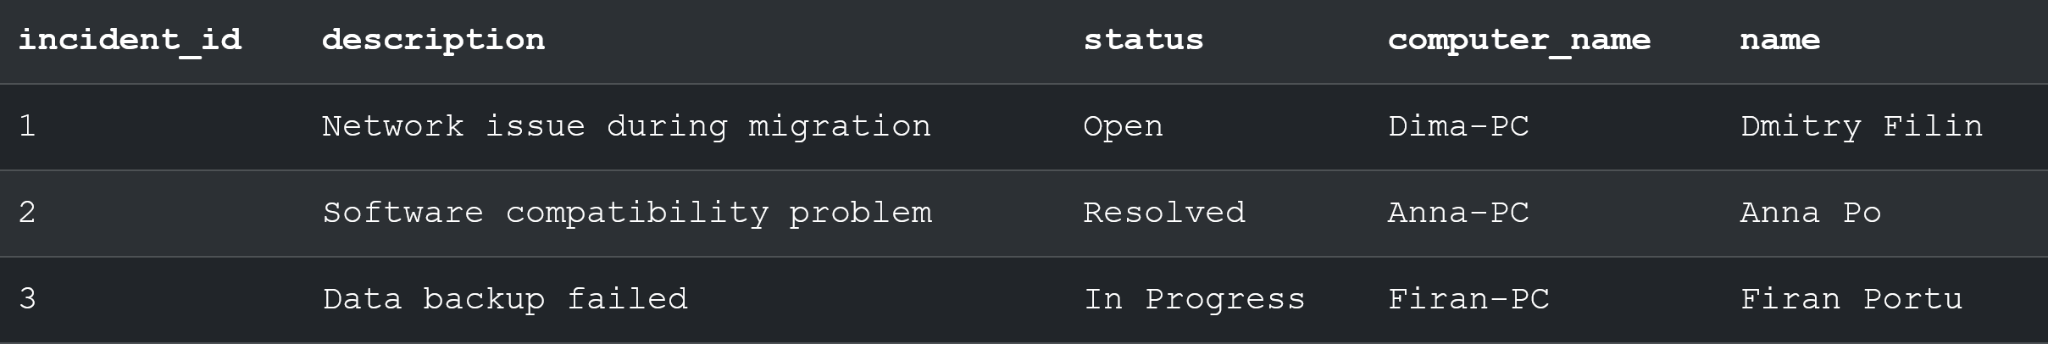 incident_id description status computer_name name
1 Network issue during migration Open Dima-PC Dmitry Filin
2 Software compatibility problem Resolved Anna-PC Anna Po
3 Data backup failed In Progress Firan-PC Firan Portu